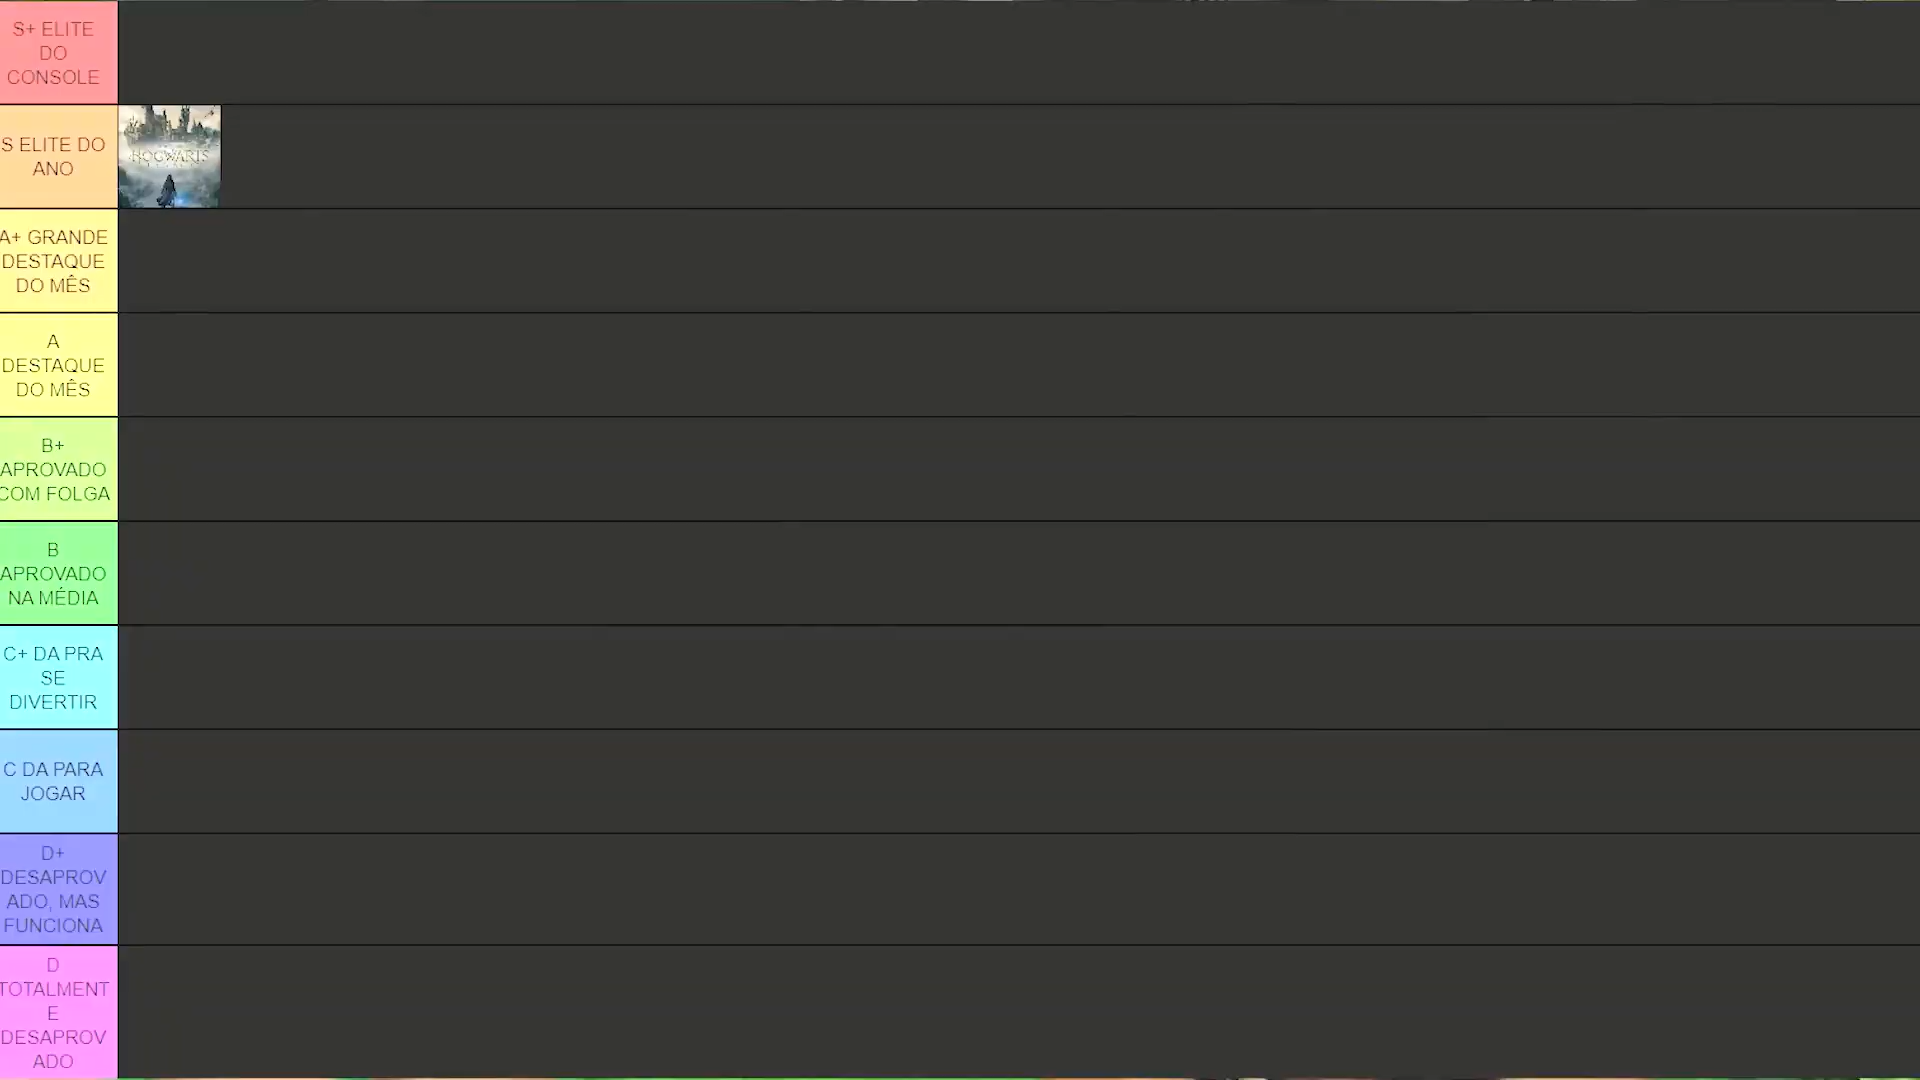 S+ ELITE
DO
CONSOLE
S ELITE DO
ANO
HOGWARTS
A+ GRANDE
DESTAQUE
DO MÊS
A
DESTAQUE
DO MÊS
B+
APROVADO
COM FOLGA
B
APROVADO
NA MÉDIA
C+ DA PRA
SE
DIVERTIR
C DA PARA
JOGAR
D+
DESAPROV
ADO, MAS
FUNCIONA
D
TOTALMENT
E
DESAPROV
ADO